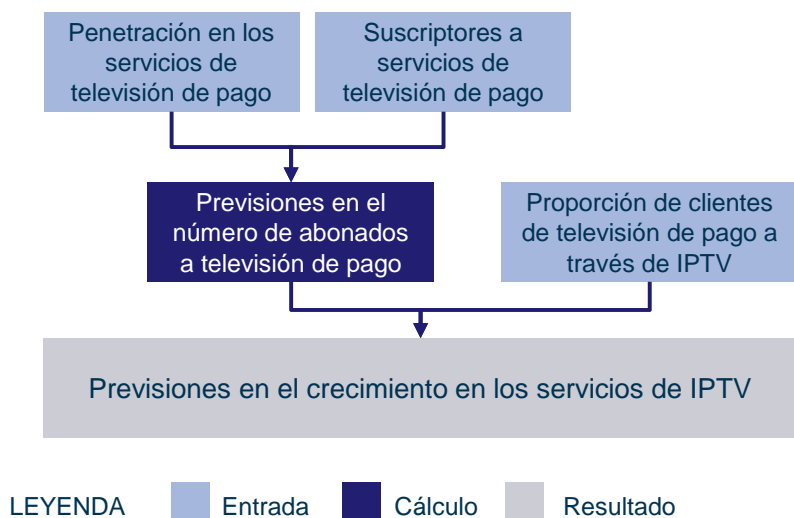 Penetración en los
servicios de
televisión de pago
Suscriptores a
servicios de
televisión de pago
Previsiones en el
número de abonados
a televisión de pago
Proporción de clientes
de televisión de pago a
través de IPTV
Previsiones en el crecimiento en los servicios de IPTV
LEYENDA Entrada Cálculo Resultado